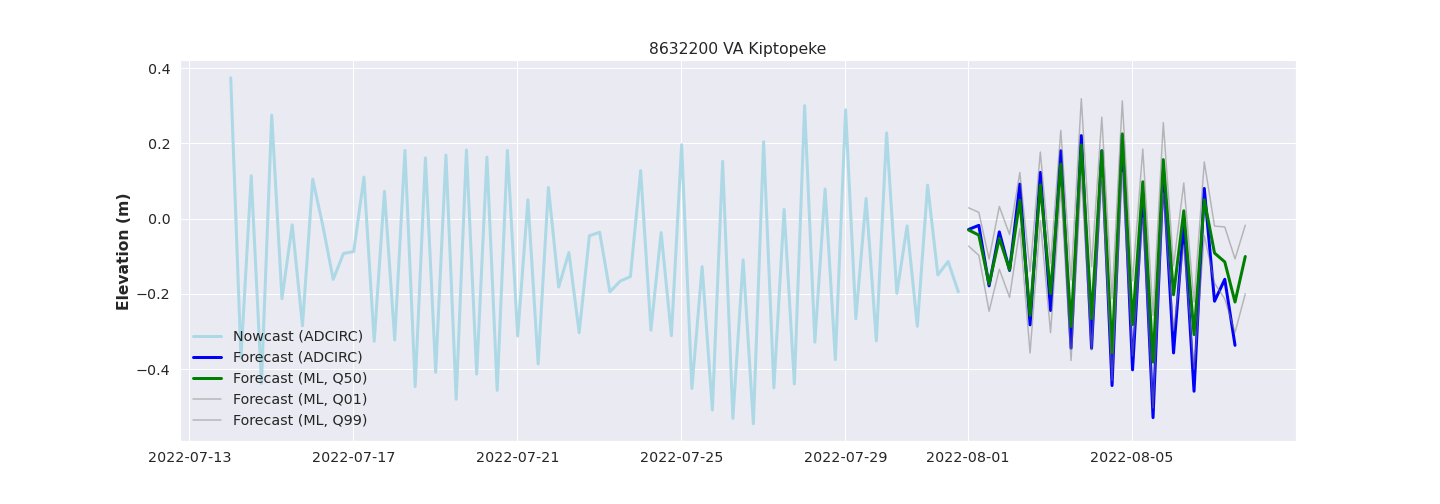 8632200 VA Kiptopeke
Elevation (m)
0.4
0.2
0.0
−0.2
−0.4
Nowcast (ADCIRC)
Forecast (ADCIRC)
Forecast (ML, Q50)
Forecast (ML, Q01)
Forecast (ML, Q99)
2022-07-13 2022-07-17 2022-07-21 2022-07-25 2022-07-29 2022-08-01 2022-08-05